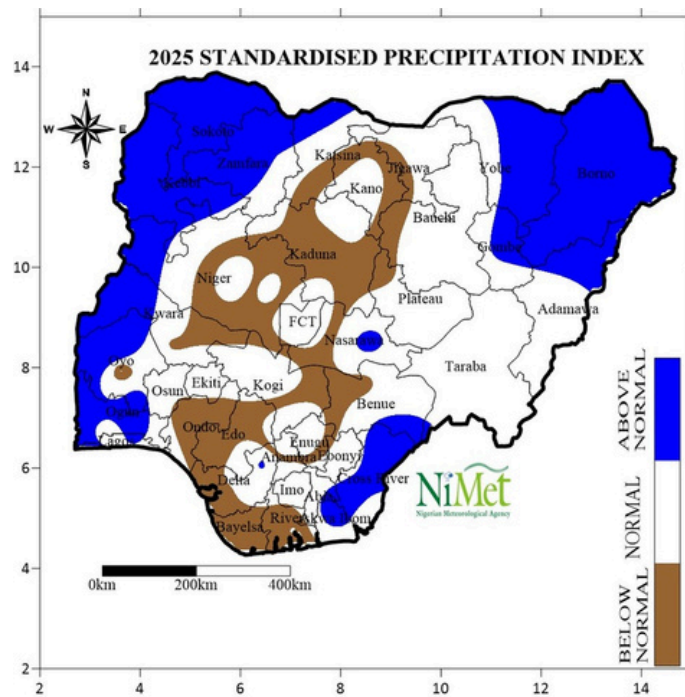 2025 STANDARDISED PRECIPITATION INDEX
N
W E
S
14
12
10
8
6
4
2
2 4 6 8 10 12 14
Sokoto
Zamfara
Kebbi
Katsina
Jigawa
Yobe
Borno
Kano
Bauchi
Kaduna
Gombe
Niger
Plateau
Adamawa
Kwara
FCT
Nasarawa
Oyo
Taraba
Osun
Ekiti
Kogi
Benue
Ogun
Lagos
Ondo
Edo
Enugu
Anambra
Ebonyi
Delta
Imo
Abia
Cross River
Bayelsa
Rivers
Akwa Ibom
NiMet
Nigerian Meteorological Agency
0km 200km 400km
ABOVE NORMAL
NORMAL
BELOW NORMAL